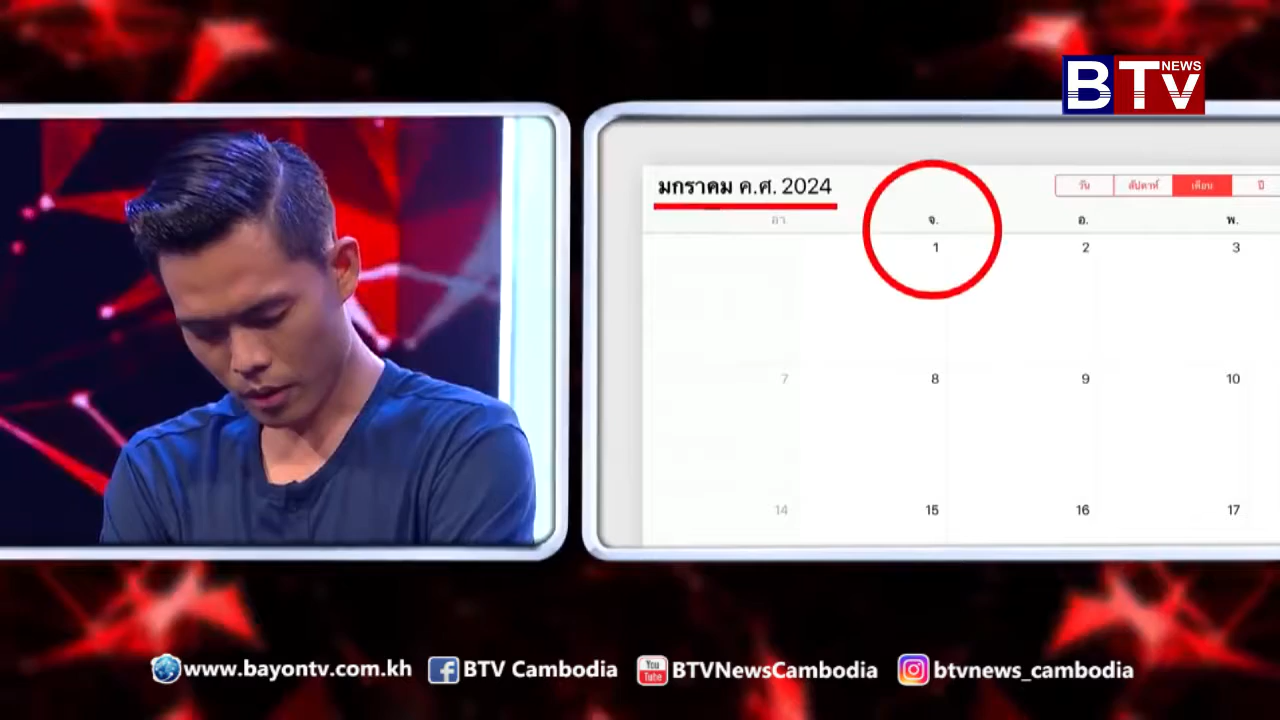 BTV NEWS
มกราคม ค.ศ. 2024
วัน สัปดาห์ เดือน ปี
อา. จ. อ. พ.
1 2 3
7 8 9 10
14 15 16 17
www.bayontv.com.kh BTV Cambodia You Tube BTVNewsCambodia btvnews_cambodia